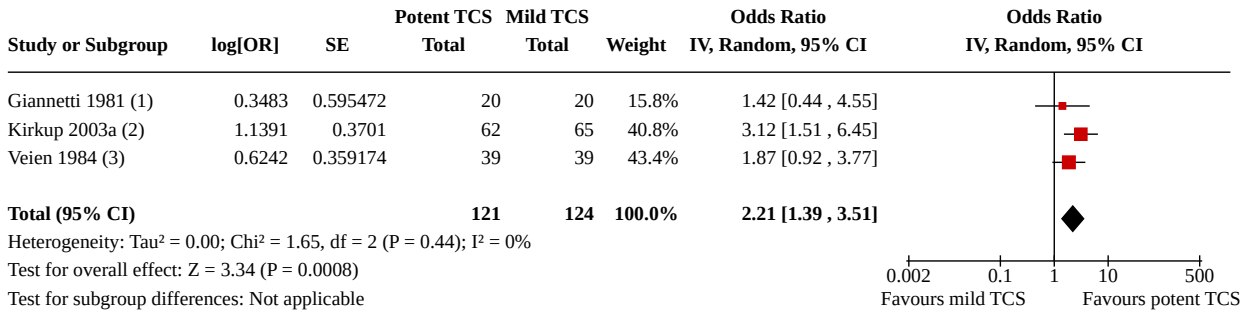 Potent TCS Mild TCS Odds Ratio Odds Ratio
Study or Subgroup log[OR] SE Total Total Weight IV, Random, 95% CI IV, Random, 95% CI
Giannetti 1981 (1) 0.3483 0.595472 20 20 15.8% 1.42 [0.44 , 4.55]
Kirkup 2003a (2) 1.1391 0.3701 62 65 40.8% 3.12 [1.51 , 6.45]
Veien 1984 (3) 0.6242 0.359174 39 39 43.4% 1.87 [0.92 , 3.77]
Total (95% CI) 121 124 100.0% 2.21 [1.39 , 3.51]
Heterogeneity: Tau² = 0.00; Chi² = 1.65, df = 2 (P = 0.44); I² = 0%
Test for overall effect: Z = 3.34 (P = 0.0008) 0.002 0.1 1 10 500
Test for subgroup differences: Not applicable Favours mild TCS Favours potent TCS